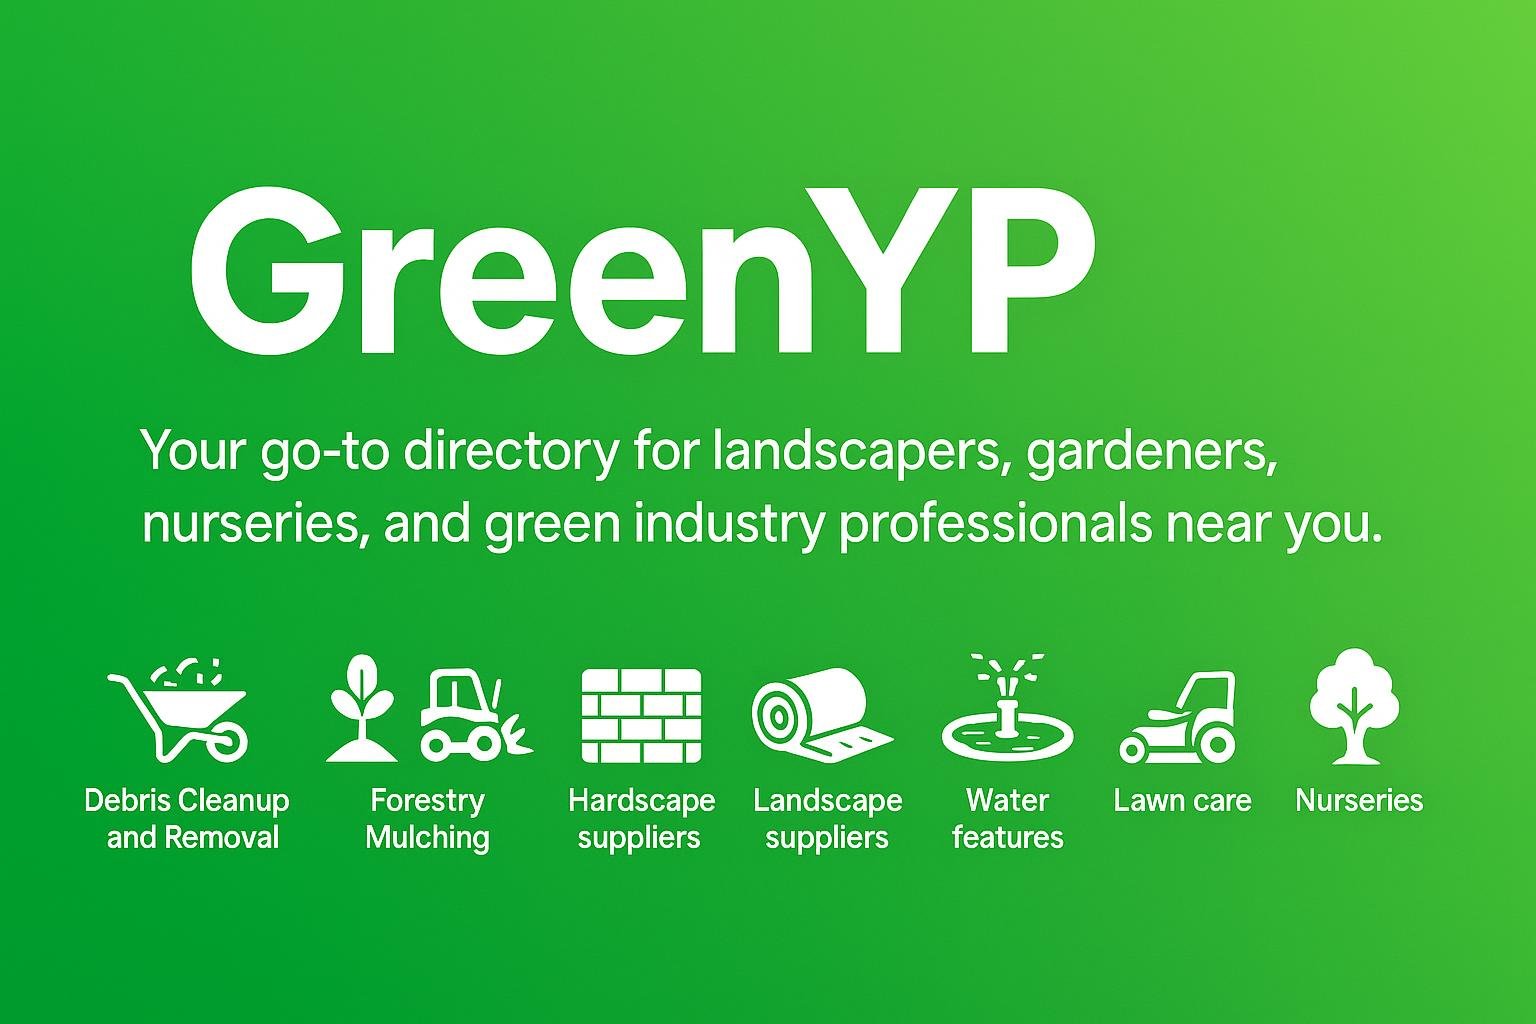 GreenYP
Your go-to directory for landscapers, gardeners,
nurseries, and green industry professionals near you.
Debris Cleanup
and Removal
Forestry
Mulching
Hardscape
suppliers
Landscape
suppliers
Water
features
Lawn care
Nurseries